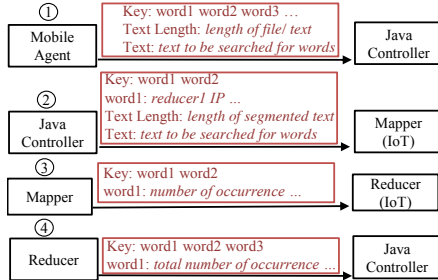 ①
Mobile
Agent
Key: word1 word2 word3 …
Text Length: length of file/ text
Text: text to be searched for words
Java
Controller
②
Java
Controller
Key: word1 word2
word1: reducer1 IP …
Text Length: length of segmented text
Text: text to be searched for words
Mapper
(IoT)
③
Mapper
Key: word1 word2
word1: number of occurrence …
Reducer
(IoT)
④
Reducer
Key: word1 word2 word3
word1: total number of occurrence …
Java
Controller